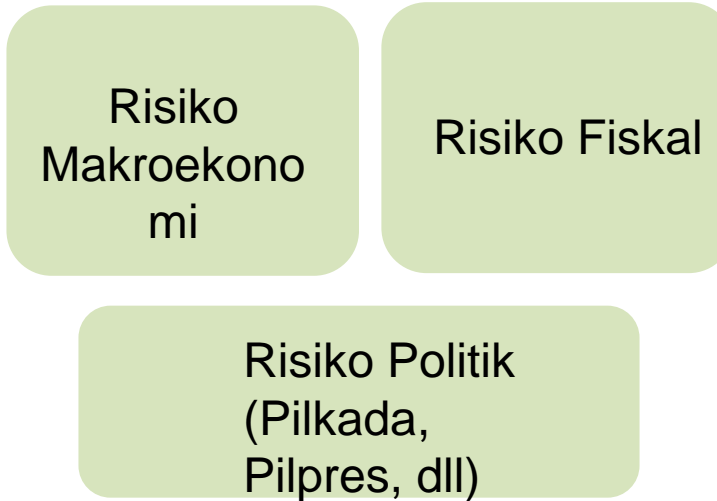 Risiko
Makroekono
mi
Risiko Fiskal
Risiko Politik
(Pilkada,
Pilpres, dll)